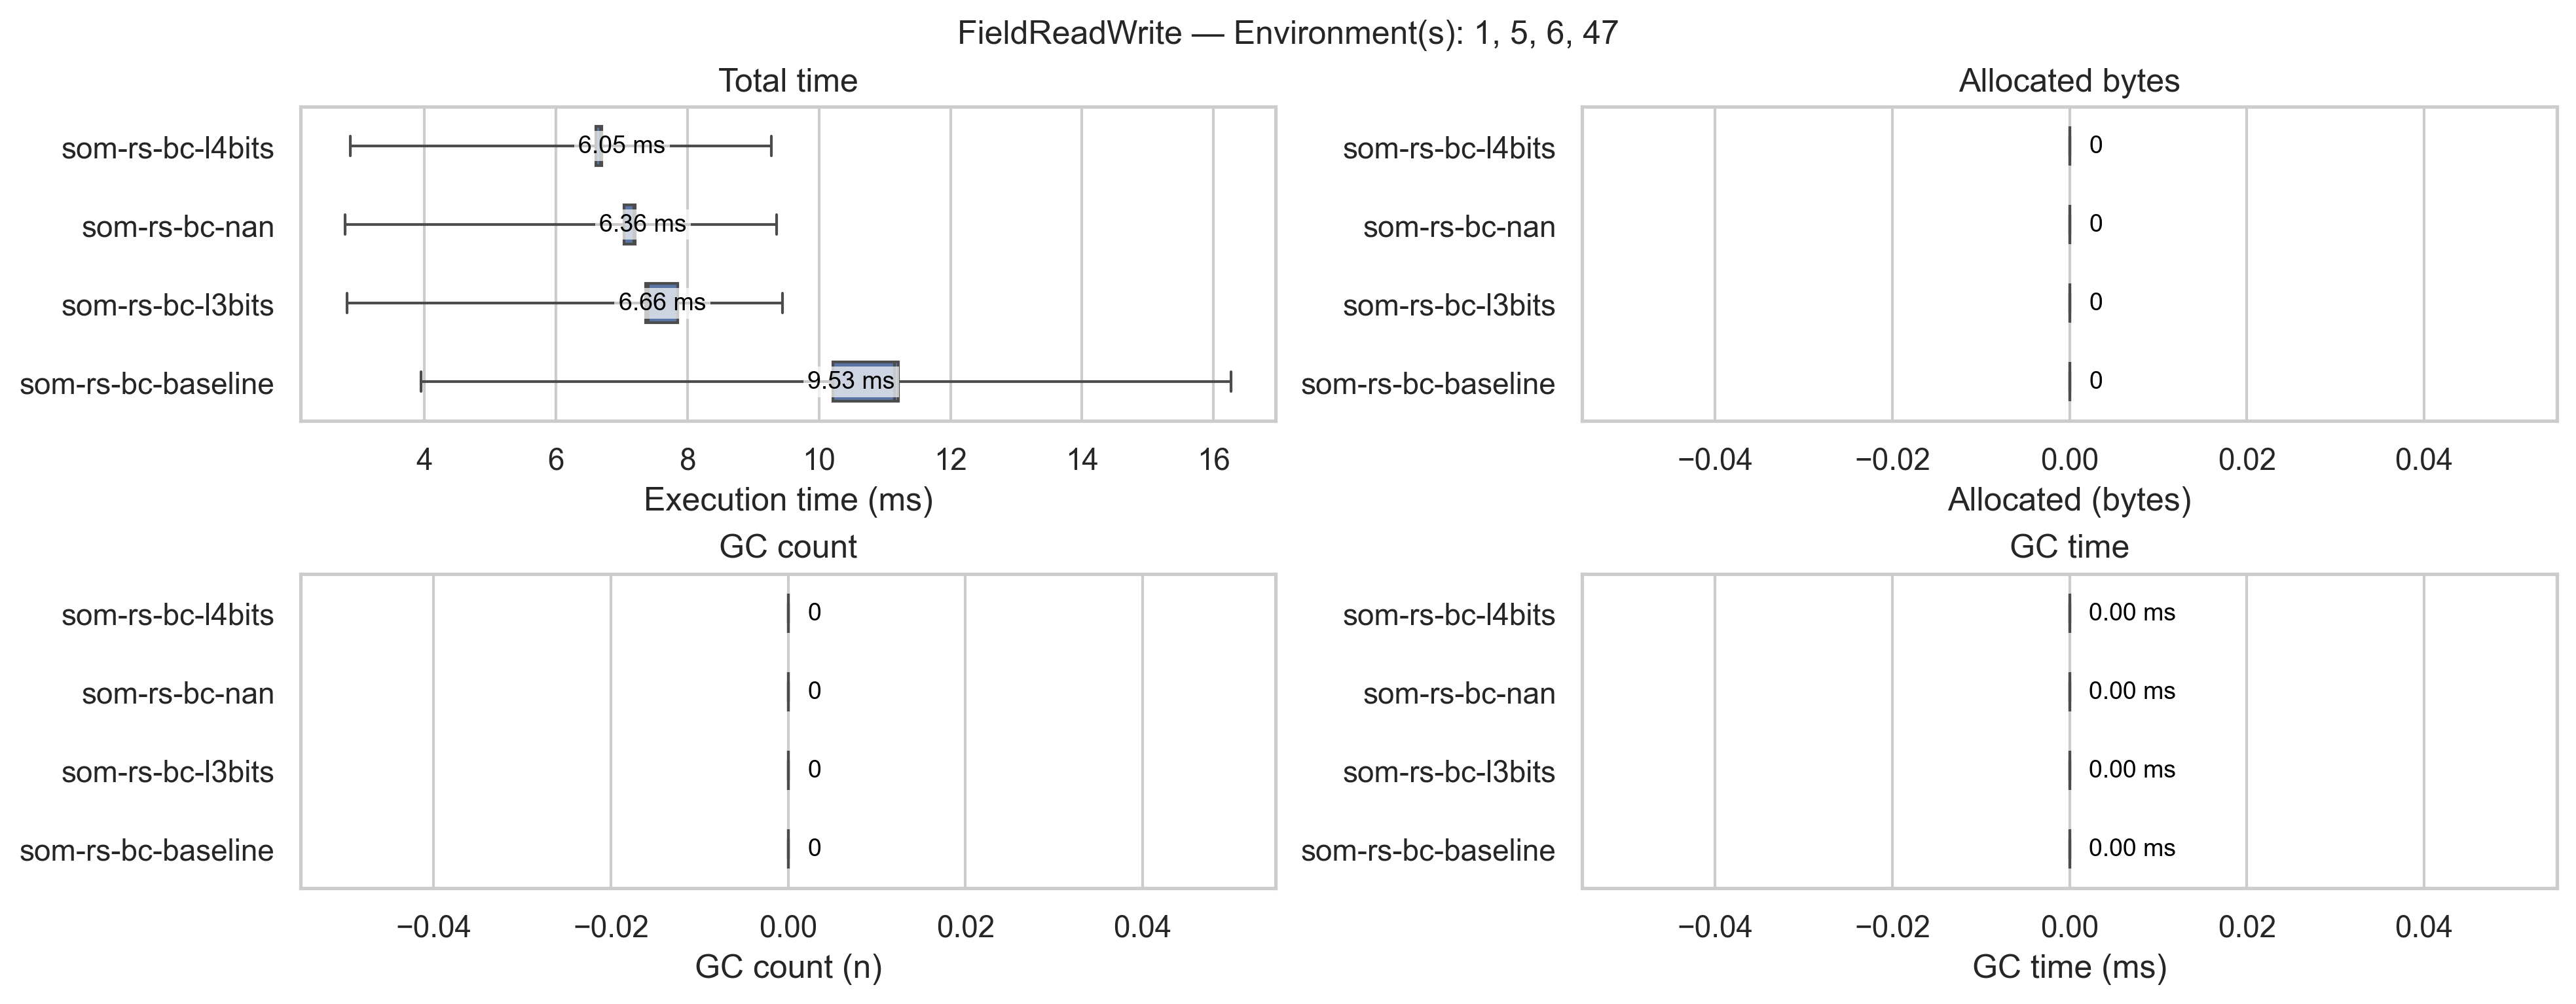 FieldReadWrite — Environment(s): 1, 5, 6, 47
Total time
som-rs-bc-l4bits
6.05 ms
som-rs-bc-nan
6.36 ms
som-rs-bc-l3bits
6.66 ms
som-rs-bc-baseline
9.53 ms
4 6 8 10 12 14 16
Execution time (ms)
Allocated bytes
som-rs-bc-l4bits
0
som-rs-bc-nan
0
som-rs-bc-l3bits
0
som-rs-bc-baseline
0
−0.04 −0.02 0.00 0.02 0.04
Allocated (bytes)
GC count
som-rs-bc-l4bits
0
som-rs-bc-nan
0
som-rs-bc-l3bits
0
som-rs-bc-baseline
0
−0.04 −0.02 0.00 0.02 0.04
GC count (n)
GC time
som-rs-bc-l4bits
0.00 ms
som-rs-bc-nan
0.00 ms
som-rs-bc-l3bits
0.00 ms
som-rs-bc-baseline
0.00 ms
−0.04 −0.02 0.00 0.02 0.04
GC time (ms)